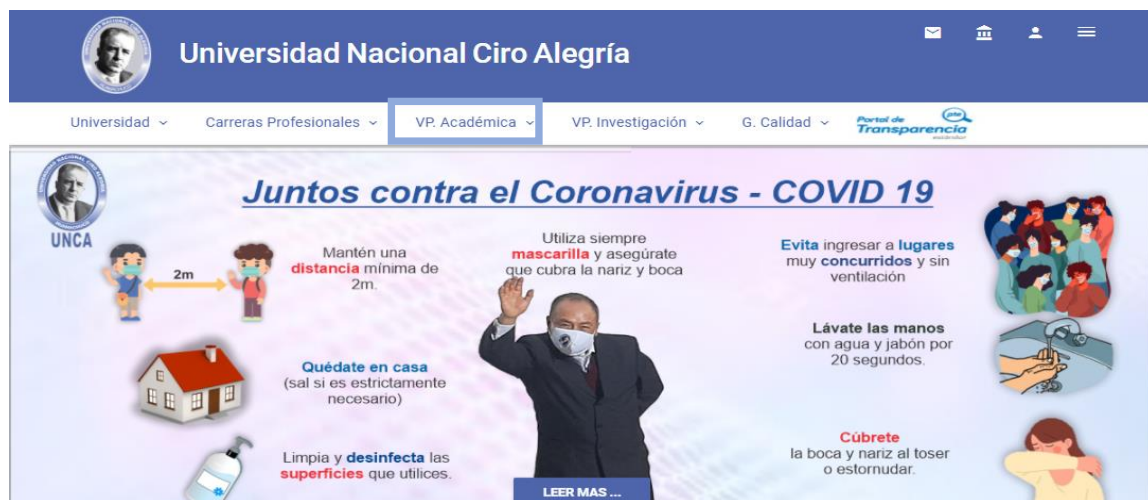 Universidad Nacional Ciro Alegría
Universidad
Carreras Profesionales
VP. Académica
VP. Investigación
G. Calidad
Portal de
Transparencia
UNCA
Juntos contra el Coronavirus - COVID 19
2m
Mantén una
distancia mínima de
2m.
Utiliza siempre
mascarilla y asegúrate
que cubra la nariz y boca
Evita ingresar a lugares
muy concurridos y sin
ventilación
Quédate en casa
(sal si es estrictamente
necesario)
Lávate las manos
con agua y jabón por
20 segundos.
Limpia y desinfecta las
superficies que utilices.
Cúbrete
la boca y nariz al toser
o estornudar.
LEER MAS ...